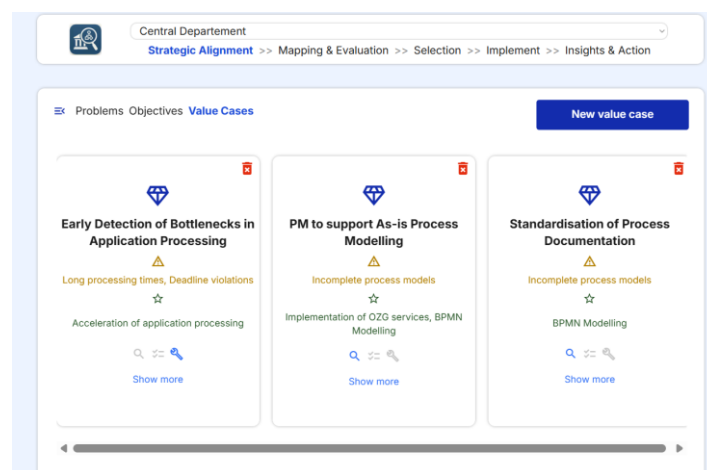 Central Departement
Strategic Alignment >> Mapping & Evaluation >> Selection >> Implement >> Insights & Action
Problems Objectives Value Cases
New value case
Early Detection of Bottlenecks in
Application Processing
Long processing times, Deadline violations
Acceleration of application processing
Show more
PM to support As-is Process
Modelling
Incomplete process models
Implementation of OZG services, BPMN
Modelling
Show more
Standardisation of Process
Documentation
Incomplete process models
BPMN Modelling
Show more